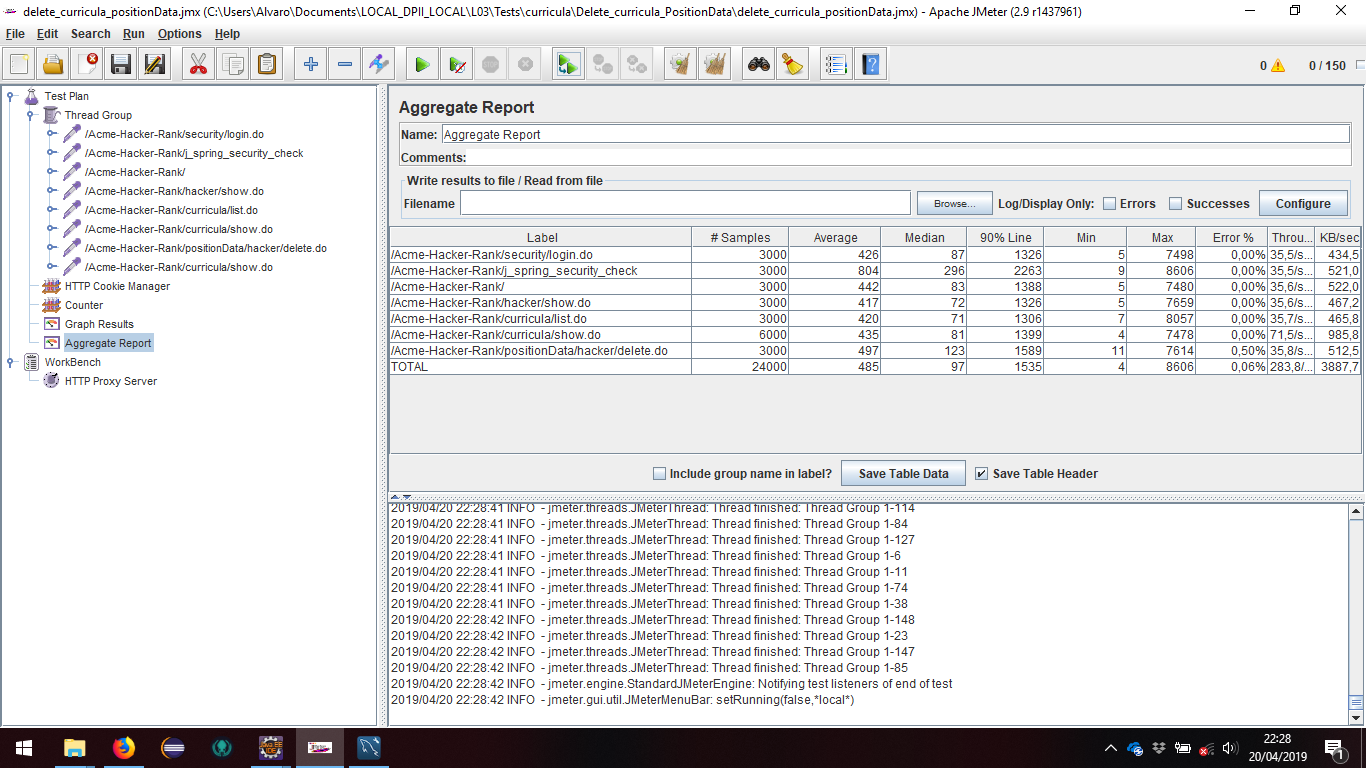 delete_curricula_positionData.jmx (C:\Users\Alvaro\Documents\LOCAL_DPII_LOCAL\L03\Tests\curricula\Delete_curricula_PositionData\delete_curricula_positionData.jmx) - Apache JMeter (2.9 r1437961)
File Edit Search Run Options Help
0 0 / 150
Test Plan
Thread Group
/Acme-Hacker-Rank/security/login.do
/Acme-Hacker-Rank/j_spring_security_check
/Acme-Hacker-Rank/
/Acme-Hacker-Rank/hacker/show.do
/Acme-Hacker-Rank/curricula/list.do
/Acme-Hacker-Rank/curricula/show.do
/Acme-Hacker-Rank/positionData/hacker/delete.do
/Acme-Hacker-Rank/curricula/show.do
HTTP Cookie Manager
Counter
Graph Results
Aggregate Report
WorkBench
HTTP Proxy Server
Aggregate Report
Name: Aggregate Report
Comments:
Write results to file / Read from file
Filename Browse... Log/Display Only: Errors Successes Configure
Label # Samples Average Median 90% Line Min Max Error % Throu... KB/sec
/Acme-Hacker-Rank/security/login.do 3000 426 87 1326 5 7498 0,00% 35,5/s... 434,5
/Acme-Hacker-Rank/j_spring_security_check 3000 804 296 2263 9 8606 0,00% 35,5/s... 521,0
/Acme-Hacker-Rank/ 3000 442 83 1388 5 7480 0,00% 35,6/s... 522,0
/Acme-Hacker-Rank/hacker/show.do 3000 417 72 1326 5 7659 0,00% 35,6/s... 467,2
/Acme-Hacker-Rank/curricula/list.do 3000 420 71 1306 7 8057 0,00% 35,7/s... 465,8
/Acme-Hacker-Rank/curricula/show.do 6000 435 81 1399 4 7478 0,00% 71,5/s... 985,8
/Acme-Hacker-Rank/positionData/hacker/delete.do 3000 497 123 1589 11 7614 0,50% 35,8/s... 512,5
TOTAL 24000 485 97 1535 4 8606 0,06% 283,8/... 3887,7
Include group name in label? Save Table Data Save Table Header
2019/04/20 22:28:41 INFO - jmeter.threads.JMeterThread: Thread finished: Thread Group 1-114
2019/04/20 22:28:41 INFO - jmeter.threads.JMeterThread: Thread finished: Thread Group 1-84
2019/04/20 22:28:41 INFO - jmeter.threads.JMeterThread: Thread finished: Thread Group 1-127
2019/04/20 22:28:41 INFO - jmeter.threads.JMeterThread: Thread finished: Thread Group 1-6
2019/04/20 22:28:41 INFO - jmeter.threads.JMeterThread: Thread finished: Thread Group 1-11
2019/04/20 22:28:41 INFO - jmeter.threads.JMeterThread: Thread finished: Thread Group 1-74
2019/04/20 22:28:41 INFO - jmeter.threads.JMeterThread: Thread finished: Thread Group 1-38
2019/04/20 22:28:42 INFO - jmeter.threads.JMeterThread: Thread finished: Thread Group 1-148
2019/04/20 22:28:42 INFO - jmeter.threads.JMeterThread: Thread finished: Thread Group 1-23
2019/04/20 22:28:42 INFO - jmeter.threads.JMeterThread: Thread finished: Thread Group 1-147
2019/04/20 22:28:42 INFO - jmeter.threads.JMeterThread: Thread finished: Thread Group 1-85
2019/04/20 22:28:42 INFO - jmeter.engine.StandardJMeterEngine: Notifying test listeners of end of test
2019/04/20 22:28:42 INFO - jmeter.gui.util.JMeterMenuBar: setRunning(false,*local*)
22:28
20/04/2019
1